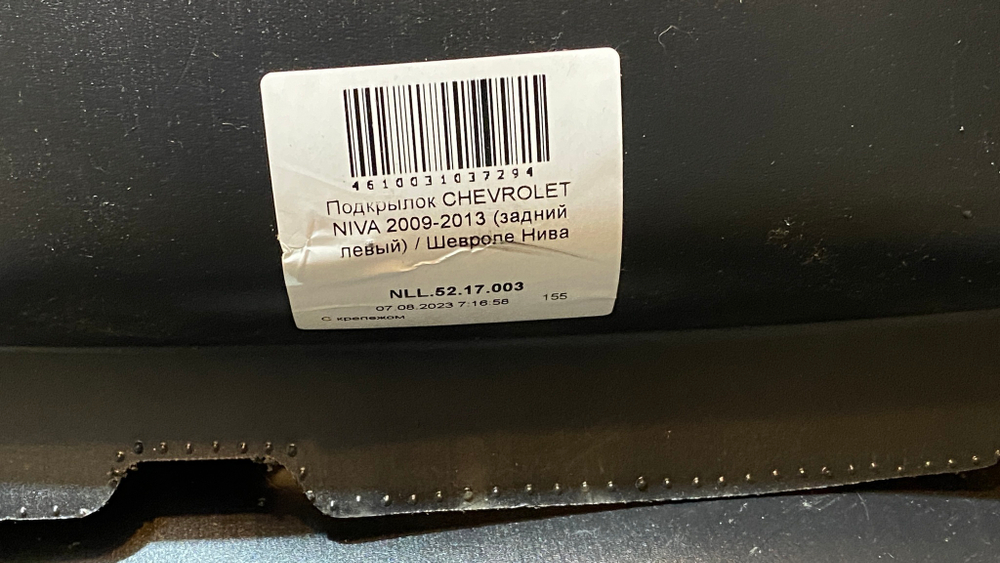 4610031037294
Подкрылок CHEVROLET
NIVA 2009-2013 (задний
левый) / Шевроле Нива
NLL.52.17.003
07.08.2023 7:16:58 155
С крепежом